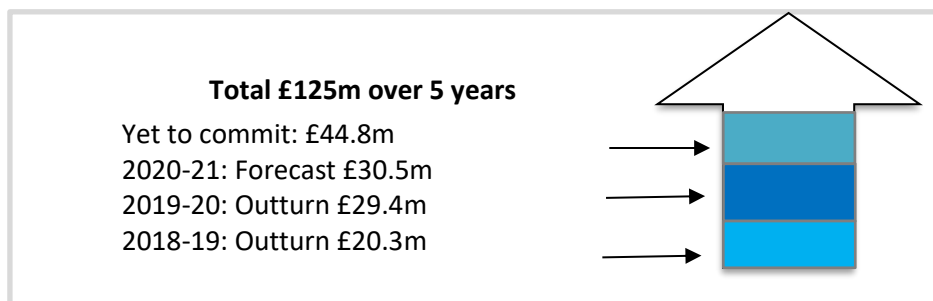 Total £125m over 5 years
Yet to commit: £44.8m
2020-21: Forecast £30.5m
2019-20: Outturn £29.4m
2018-19: Outturn £20.3m